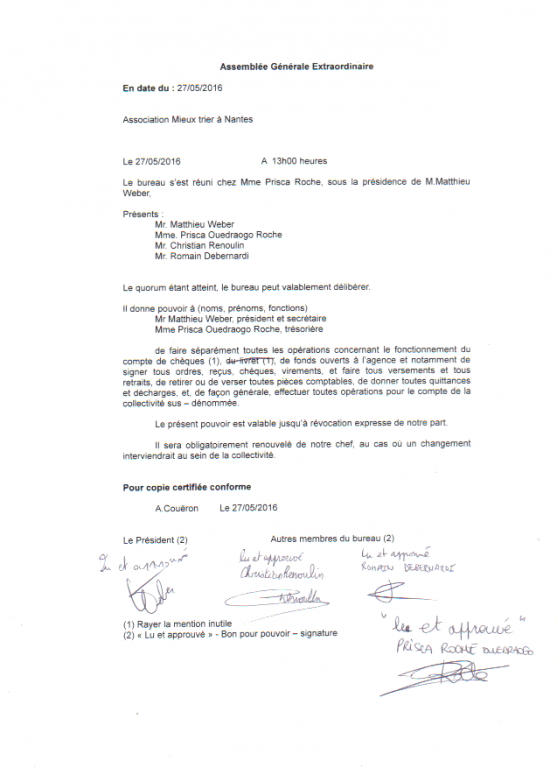 Assemblée Générale Extraordinaire
En date du : 27/05/2016
Association Mieux trier à Nantes
Le 27/05/2016 A 13h00 heures
Le bureau s'est réuni chez Mme Prisca Roche, sous la présidence de M.Matthieu
Weber,
Présents :
Mr. Matthieu Weber
Mme. Prisca Ouedraogo Roche
Mr. Christian Renoulin
Mr. Romain Debernardi
Le quorum étant atteint, le bureau peut valablement délibérer.
Il donne pouvoir à (noms, prénoms, fonctions)
Mr Matthieu Weber, président et secrétaire
Mme Prisca Ouedraogo Roche, trésorière
de faire séparément toutes les opérations concernant le fonctionnement du
compte de chèques (1), du livret (1), de fonds ouverts à l'agence et notamment de
signer tous ordres, reçus, chèques, virements, et faire tous versements et tous
retraits, de retirer ou de verser toutes pièces comptables, de donner toutes quittances
et décharges, et, de façon générale, effectuer toutes opérations pour le compte de la
collectivité sus – dénommée.
Le présent pouvoir est valable jusqu'à révocation expresse de notre part.
Il sera obligatoirement renouvelé de notre chef, au cas où un changement
interviendrait au sein de la collectivité.
Pour copie certifiée conforme
A.Couëron Le 27/05/2016
Le Président (2) Autres membres du bureau (2)
Lu et approuvé lu et approuvé Lu et approuvé
Christian Renoulin ROMAIN DEBERNARDI
(1) Rayer la mention inutile
(2) « Lu et approuvé » - Bon pour pouvoir – signature
"lu et approuvé"
PRISCA ROCHE OUEDRAOGO